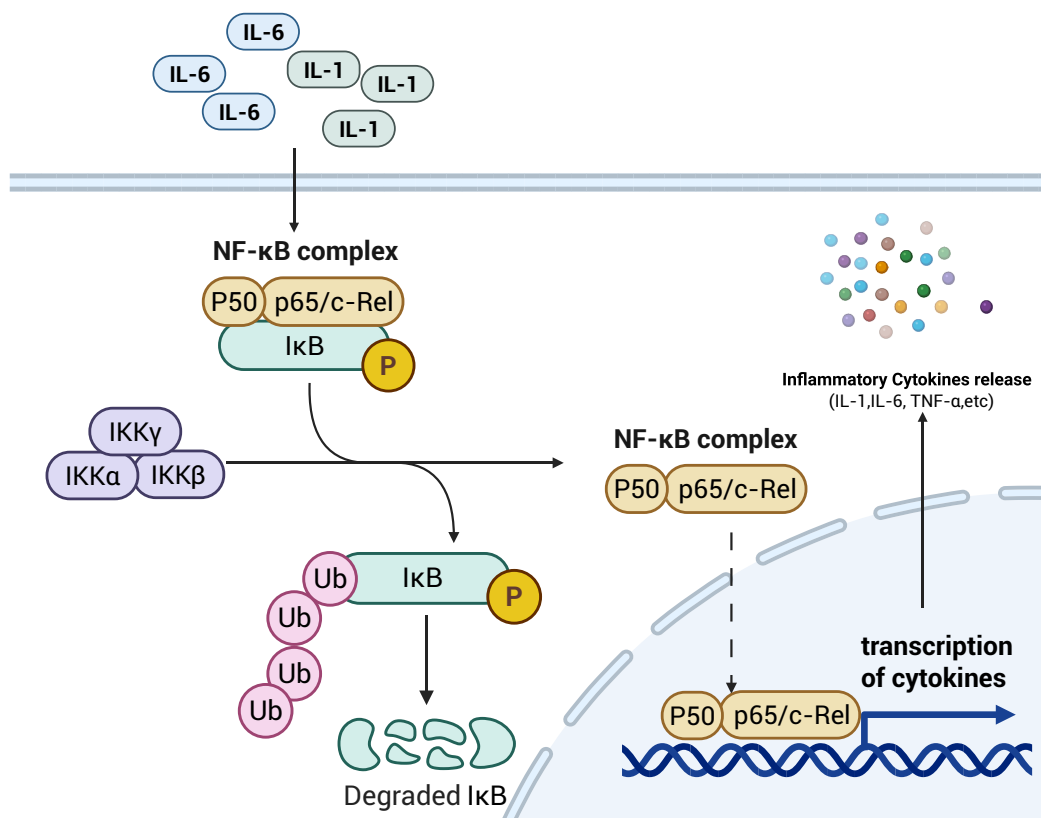 IL-6
IL-6
IL-6
IL-1
IL-1
IL-1
NF-κB complex
P50
p65/c-Rel
IκB
P
IKKγ
IKKα
IKKβ
NF-κB complex
P50
p65/c-Rel
Ub
Ub
Ub
Ub
IκB
P
Degraded IκB
Inflammatory Cytokines release
(IL-1,IL-6, TNF-α,etc)
transcription
of cytokines
P50
p65/c-Rel